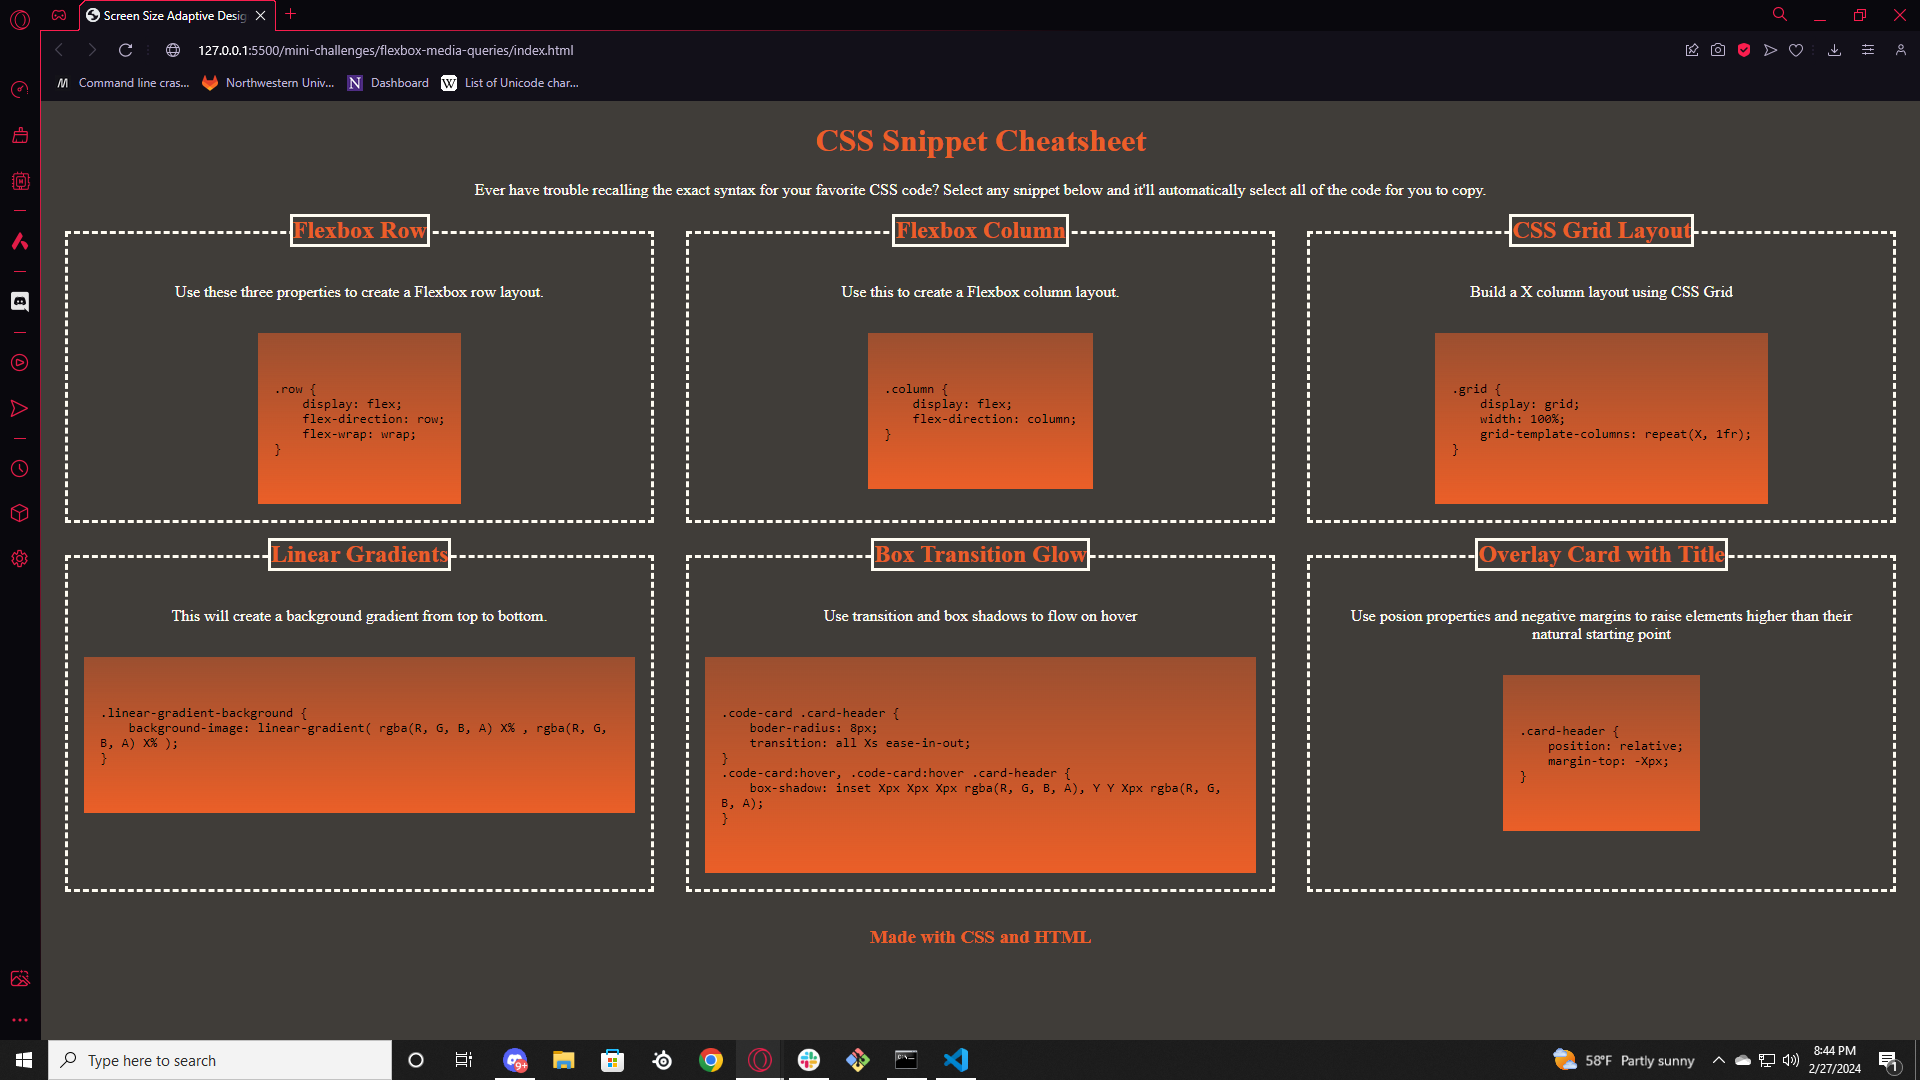 Screen Size Adaptive Desig
127.0.0.1:5500/mini-challenges/flexbox-media-queries/index.html
Command line cras...
Northwestern Univ...
N
Dashboard
W
List of Unicode char...
CSS Snippet Cheatsheet
Ever have trouble recalling the exact syntax for your favorite CSS code? Select any snippet below and it'll automatically select all of the code for you to copy.
Flexbox Row
Use these three properties to create a Flexbox row layout.
.row {
display: flex;
flex-direction: row;
flex-wrap: wrap;
}
Flexbox Column
Use this to create a Flexbox column layout.
.column {
display: flex;
flex-direction: column;
}
CSS Grid Layout
Build a X column layout using CSS Grid
.grid {
display: grid;
width: 100%;
grid-template-columns: repeat(X, 1fr);
}
Linear Gradients
This will create a background gradient from top to bottom.
.linear-gradient-background {
background-image: linear-gradient( rgba(R, G, B, A) X% , rgba(R, G,
B, A) X% );
}
Box Transition Glow
Use transition and box shadows to flow on hover
.code-card .card-header {
boder-radius: 8px;
transition: all Xs ease-in-out;
}
.code-card:hover, .code-card:hover .card-header {
box-shadow: inset Xpx Xpx Xpx rgba(R, G, B, A), Y Y Xpx rgba(R, G,
B, A);
}
Overlay Card with Title
Use posion properties and negative margins to raise elements higher than their
naturral starting point
.card-header {
position: relative;
margin-top: -Xpx;
}
Made with CSS and HTML
Type here to search
9+
58°F Partly sunny
8:44 PM
2/27/2024
1